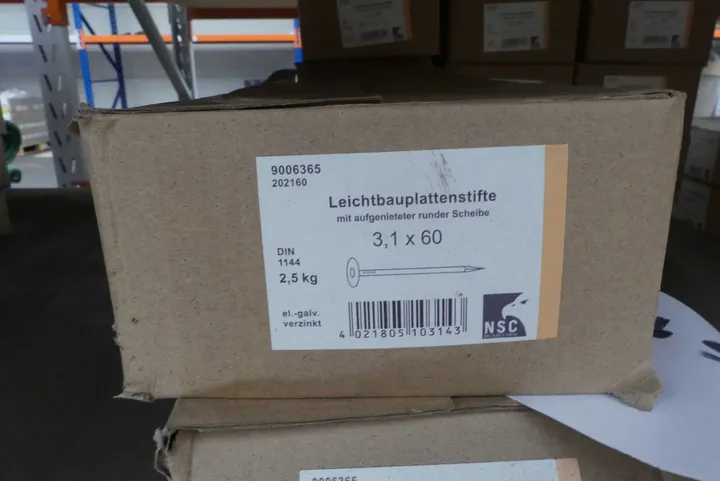 9006365
202160
Leichtbauplattenstifte
mit aufgenieteter runder Scheibe
3,1 x 60
DIN
1144
2,5 kg
el.-galv.
verzinkt
4 021805 103143
NSC
9006365